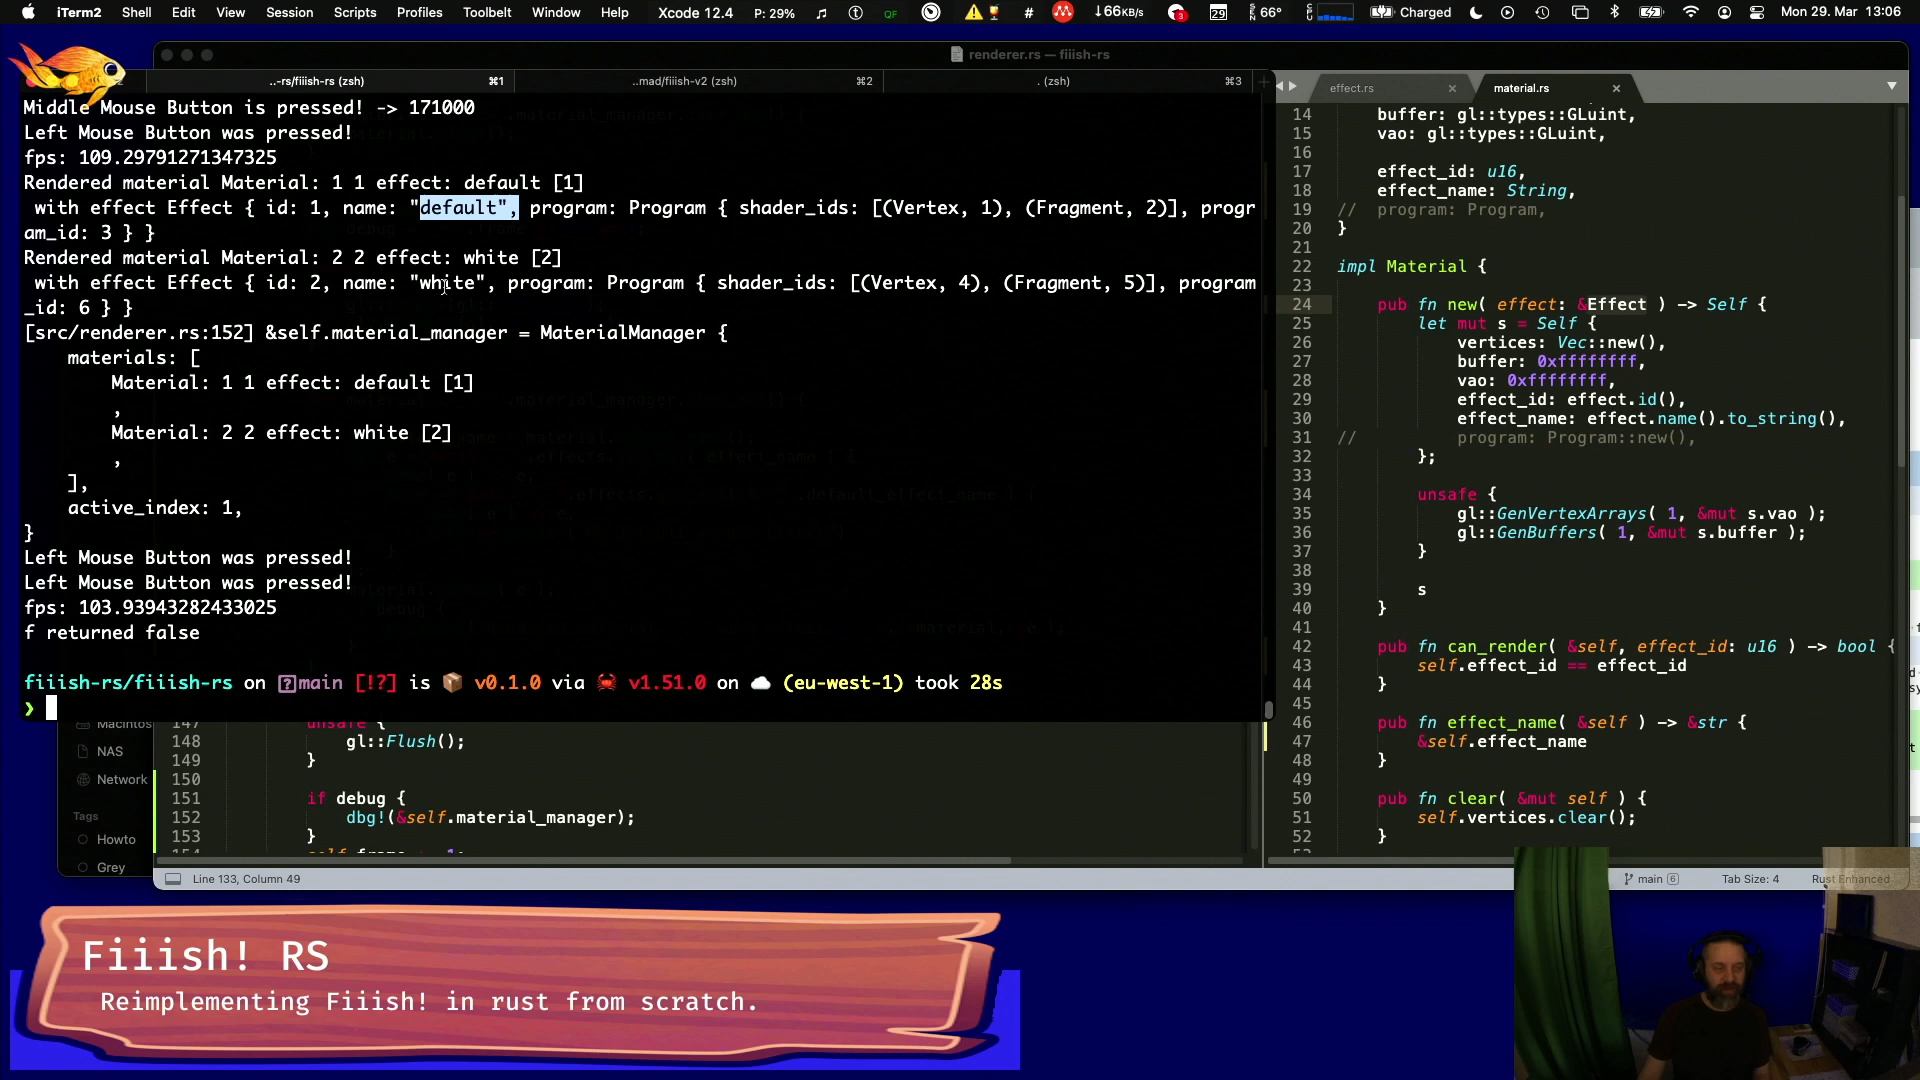 iTerm2 Shell Edit View Session Scripts Profiles Toolbelt Window Help Xcode 12.4 P: 29% QF # ↓66KB/s 3 29 66° Charged Mon 29. Mar 13:06
renderer.rs — fiiish-rs
..-rs/fiiish-rs (zsh) ⌘1 ..mad/fiiish-v2 (zsh) ⌘2 . (zsh) ⌘3
Middle Mouse Button is pressed! -> 171000
Left Mouse Button was pressed!
fps: 109.29791271347325
Rendered material Material: 1 1 effect: default [1]
with effect Effect { id: 1, name: "default", program: Program { shader_ids: [(Vertex, 1), (Fragment, 2)], progr
am_id: 3 } }
Rendered material Material: 2 2 effect: white [2]
with effect Effect { id: 2, name: "white", program: Program { shader_ids: [(Vertex, 4), (Fragment, 5)], program
_id: 6 } }
[src/renderer.rs:152] &self.material_manager = MaterialManager {
materials: [
Material: 1 1 effect: default [1]
,
Material: 2 2 effect: white [2]
,
],
active_index: 1,
}
Left Mouse Button was pressed!
Left Mouse Button was pressed!
fps: 103.93943282433025
f returned false
fiiish-rs/fiiish-rs on main [!?] is 📦 v0.1.0 via 🦀 v1.51.0 on ☁️ (eu-west-1) took 28s
❯
Macintos
NAS
Network
Tags
Howto
Grey
147 unsafe {
148 gl::Flush();
149 }
150
151 if debug {
152 dbg!(&self.material_manager);
153 }
Line 133, Column 49
effect.rs material.rs
14 buffer: gl::types::GLuint,
15 vao: gl::types::GLuint,
16
17 effect_id: u16,
18 effect_name: String,
19 // program: Program,
20 }
21
22 impl Material {
23
24 pub fn new( effect: &Effect ) -> Self {
25 let mut s = Self {
26 vertices: Vec::new(),
27 buffer: 0xffffffff,
28 vao: 0xffffffff,
29 effect_id: effect.id(),
30 effect_name: effect.name().to_string(),
31 // program: Program::new(),
32 };
33
34 unsafe {
35 gl::GenVertexArrays( 1, &mut s.vao );
36 gl::GenBuffers( 1, &mut s.buffer );
37 }
38
39 s
40 }
41
42 pub fn can_render( &self, effect_id: u16 ) -> bool {
43 self.effect_id == effect_id
44 }
45
46 pub fn effect_name( &self ) -> &str {
47 &self.effect_name
48 }
49
50 pub fn clear( &mut self ) {
51 self.vertices.clear();
52 }
main 6 Tab Size: 4 Rust Enhanced
Fiiish! RS
Reimplementing Fiiish! in rust from scratch.